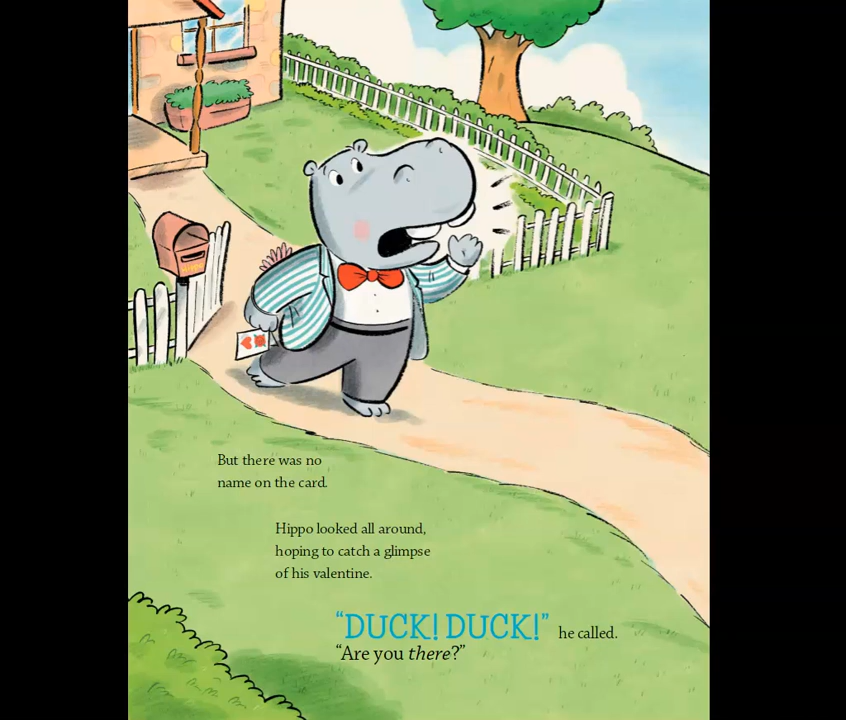 But there was no
name on the card.
Hippo looked all around,
hoping to catch a glimpse
of his valentine.
“DUCK! DUCK!” he called.
“Are you there?”